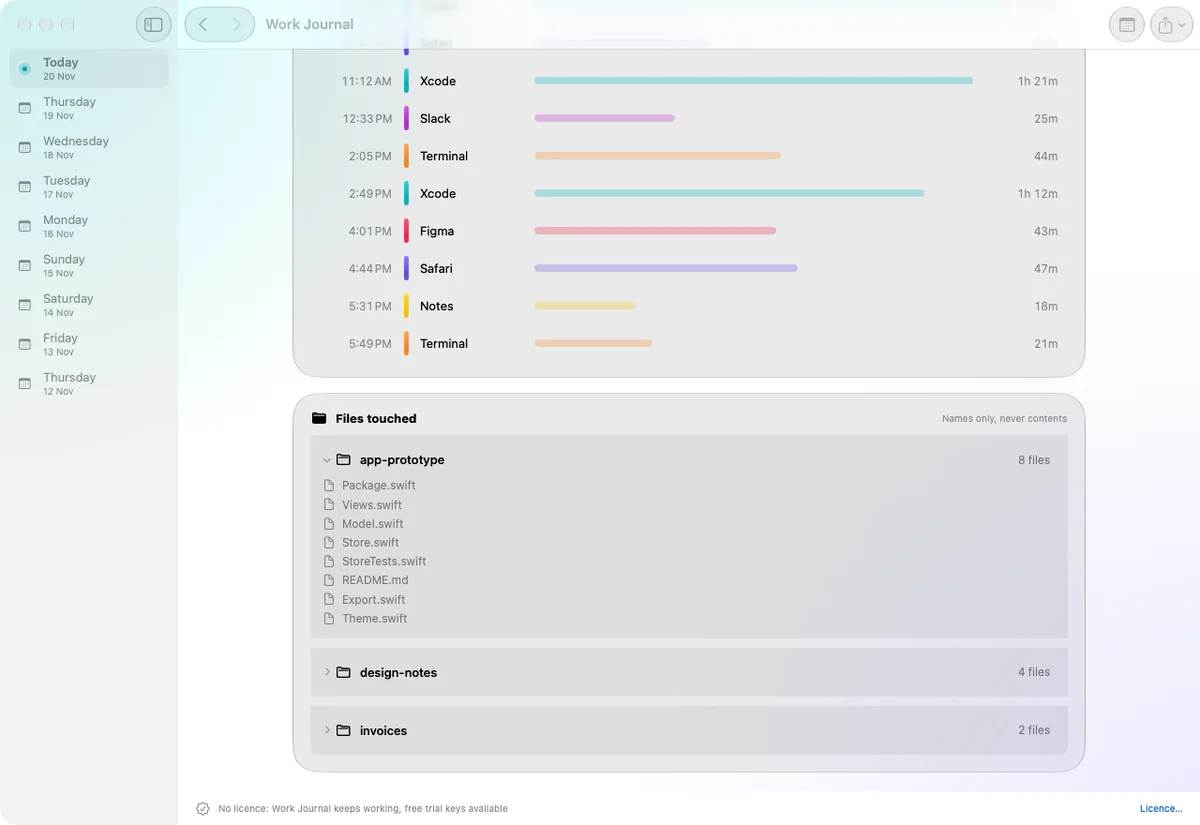 Work Journal
Today
20 Nov
Thursday
19 Nov
Wednesday
18 Nov
Tuesday
17 Nov
Monday
16 Nov
Sunday
15 Nov
Saturday
14 Nov
Friday
13 Nov
Thursday
12 Nov
11:12 AM Xcode 1h 21m
12:33 PM Slack 25m
2:05 PM Terminal 44m
2:49 PM Xcode 1h 12m
4:01 PM Figma 43m
4:44 PM Safari 47m
5:31 PM Notes 18m
5:49 PM Terminal 21m
Files touched Names only, never contents
app-prototype 8 files
Package.swift
Views.swift
Model.swift
Store.swift
StoreTests.swift
README.md
Export.swift
Theme.swift
design-notes 4 files
invoices 2 files
No licence: Work Journal keeps working, free trial keys available Licence...